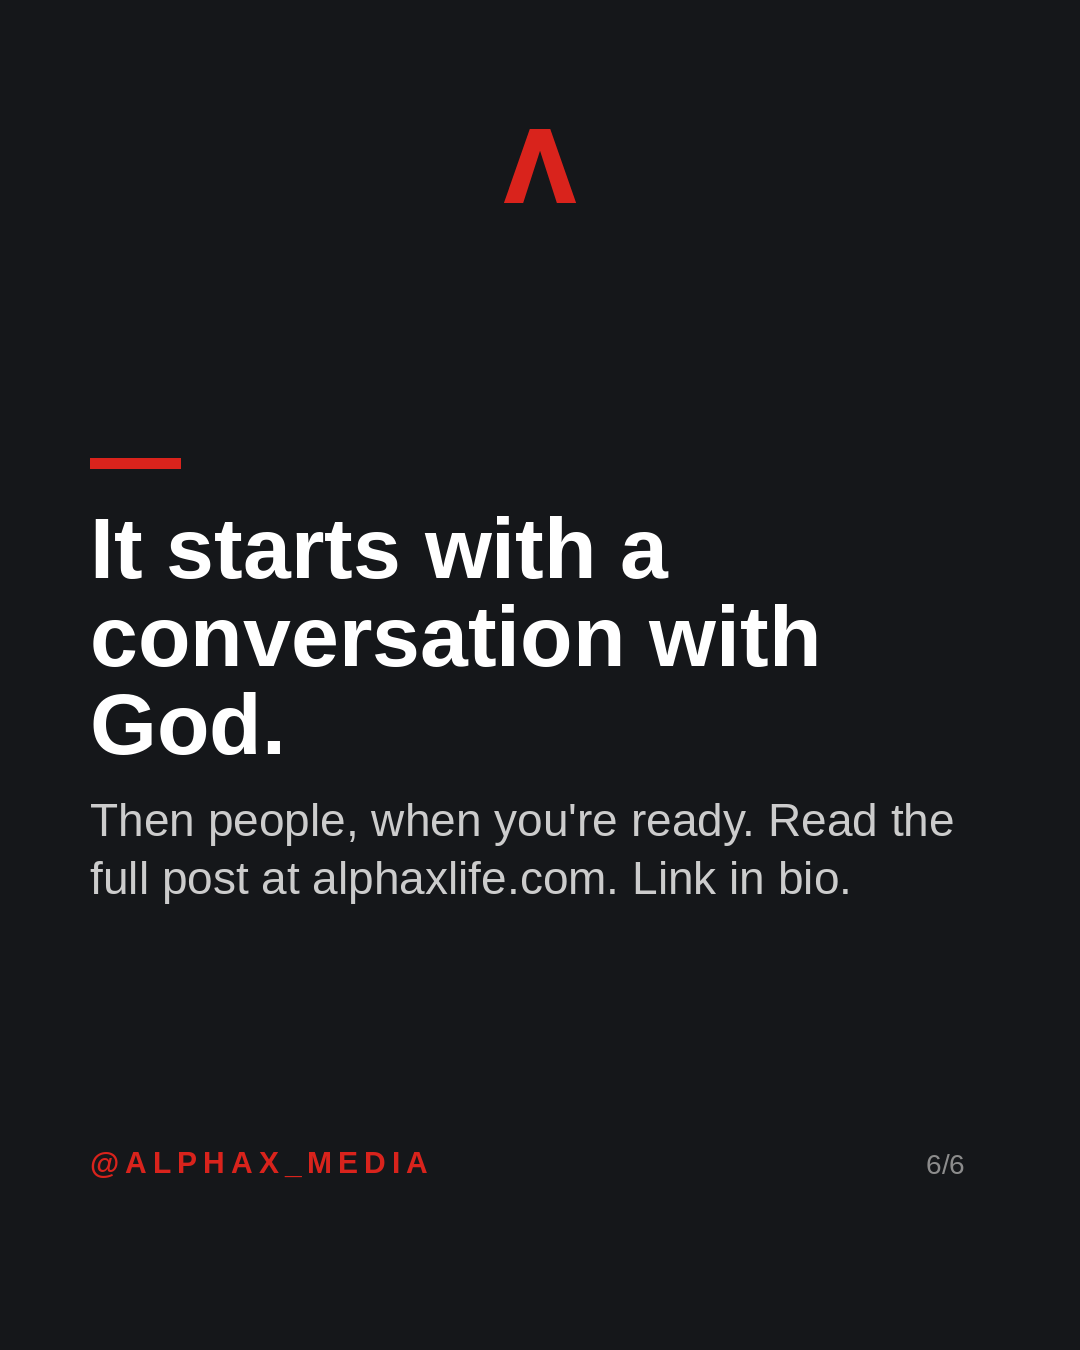 It starts with a
conversation with
God.
Then people, when you're ready. Read the
full post at alphaxlife.com. Link in bio.
@ALPHAX_MEDIA
6/6